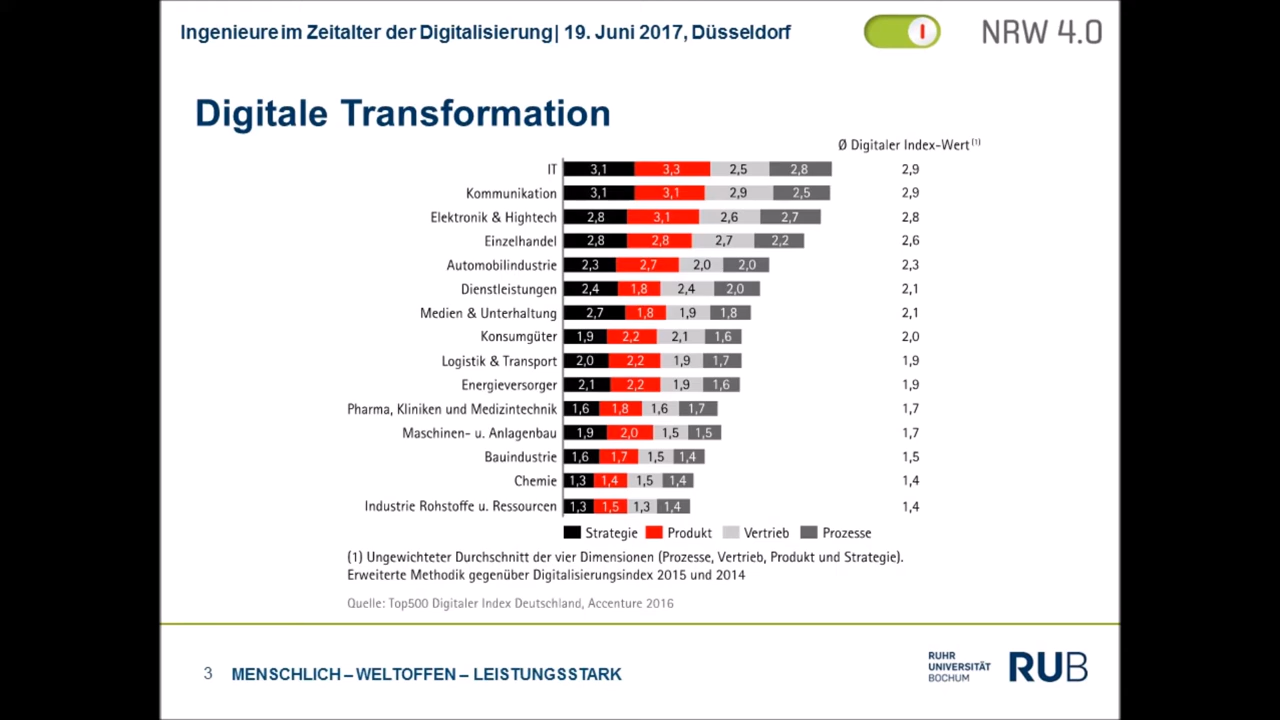 Ingenieure im Zeitalter der Digitalisierung| 19. Juni 2017, Düsseldorf
NRW 4.0
Digitale Transformation
Ø Digitaler Index-Wert (1)
IT 3,1 3,3 2,5 2,8 2,9
Kommunikation 3,1 3,1 2,9 2,5 2,9
Elektronik & Hightech 2,8 3,1 2,6 2,7 2,8
Einzelhandel 2,8 2,8 2,7 2,2 2,6
Automobilindustrie 2,3 2,7 2,0 2,0 2,3
Dienstleistungen 2,4 1,8 2,4 2,0 2,1
Medien & Unterhaltung 2,7 1,8 1,9 1,8 2,1
Konsumgüter 1,9 2,2 2,1 1,6 2,0
Logistik & Transport 2,0 2,2 1,9 1,7 1,9
Energieversorger 2,1 2,2 1,9 1,6 1,9
Pharma, Kliniken und Medizintechnik 1,6 1,8 1,6 1,7 1,7
Maschinen- u. Anlagenbau 1,9 2,0 1,5 1,5 1,7
Bauindustrie 1,6 1,7 1,5 1,4 1,5
Chemie 1,3 1,4 1,5 1,4 1,4
Industrie Rohstoffe u. Ressourcen 1,3 1,5 1,3 1,4 1,4
Strategie Produkt Vertrieb Prozesse
(1) Ungewichteter Durchschnitt der vier Dimensionen (Prozesse, Vertrieb, Produkt und Strategie).
Erweiterte Methodik gegenüber Digitalisierungsindex 2015 und 2014
Quelle: Top500 Digitaler Index Deutschland, Accenture 2016
3 MENSCHLICH – WELTOFFEN – LEISTUNGSSTARK
RUHR
UNIVERSITÄT
BOCHUM
RUB